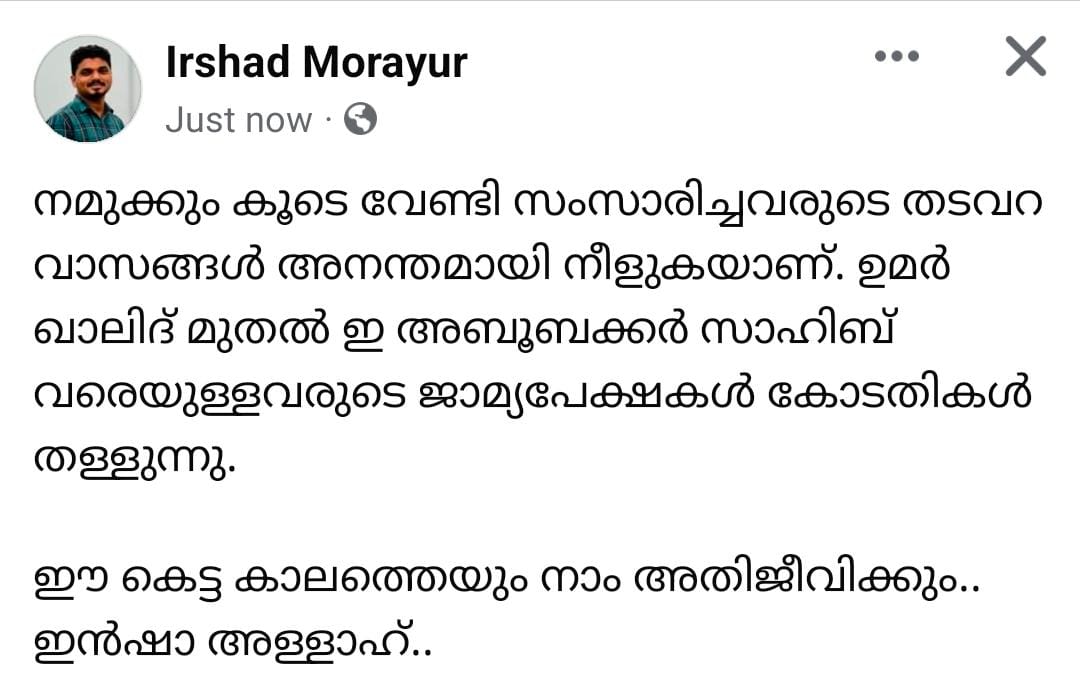 Irshad Morayur
Just now ·
നമുക്കും കൂടെ വേണ്ടി സംസാരിച്ചവരുടെ തടവറ
വാസങ്ങൾ അനന്തമായി നീളുകയാണ്. ഉമർ
ഖാലിദ് മുതൽ ഇ അബൂബക്കർ സാഹിബ്
വരെയുള്ളവരുടെ ജാമ്യപേക്ഷകൾ കോടതികൾ
തള്ളുന്നു.
ഈ കെട്ട കാലത്തെയും നാം അതിജീവിക്കും..
ഇൻഷാ അള്ളാഹ്..